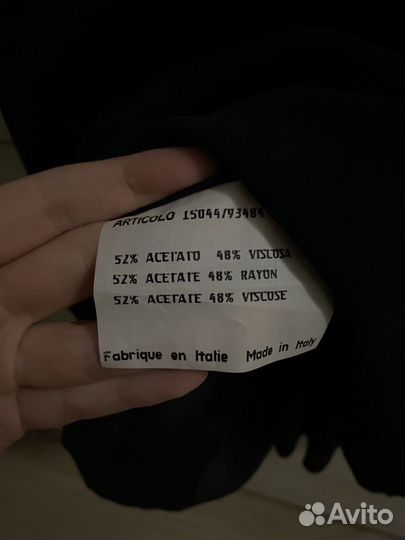 ARTICOLO 15044/93484
52% ACETATO 48% VISCOSA
52% ACETATE 48% RAYON
52% ACETATE 48% VISCOSE
Fabrique en Italie Made in Italy
Avito